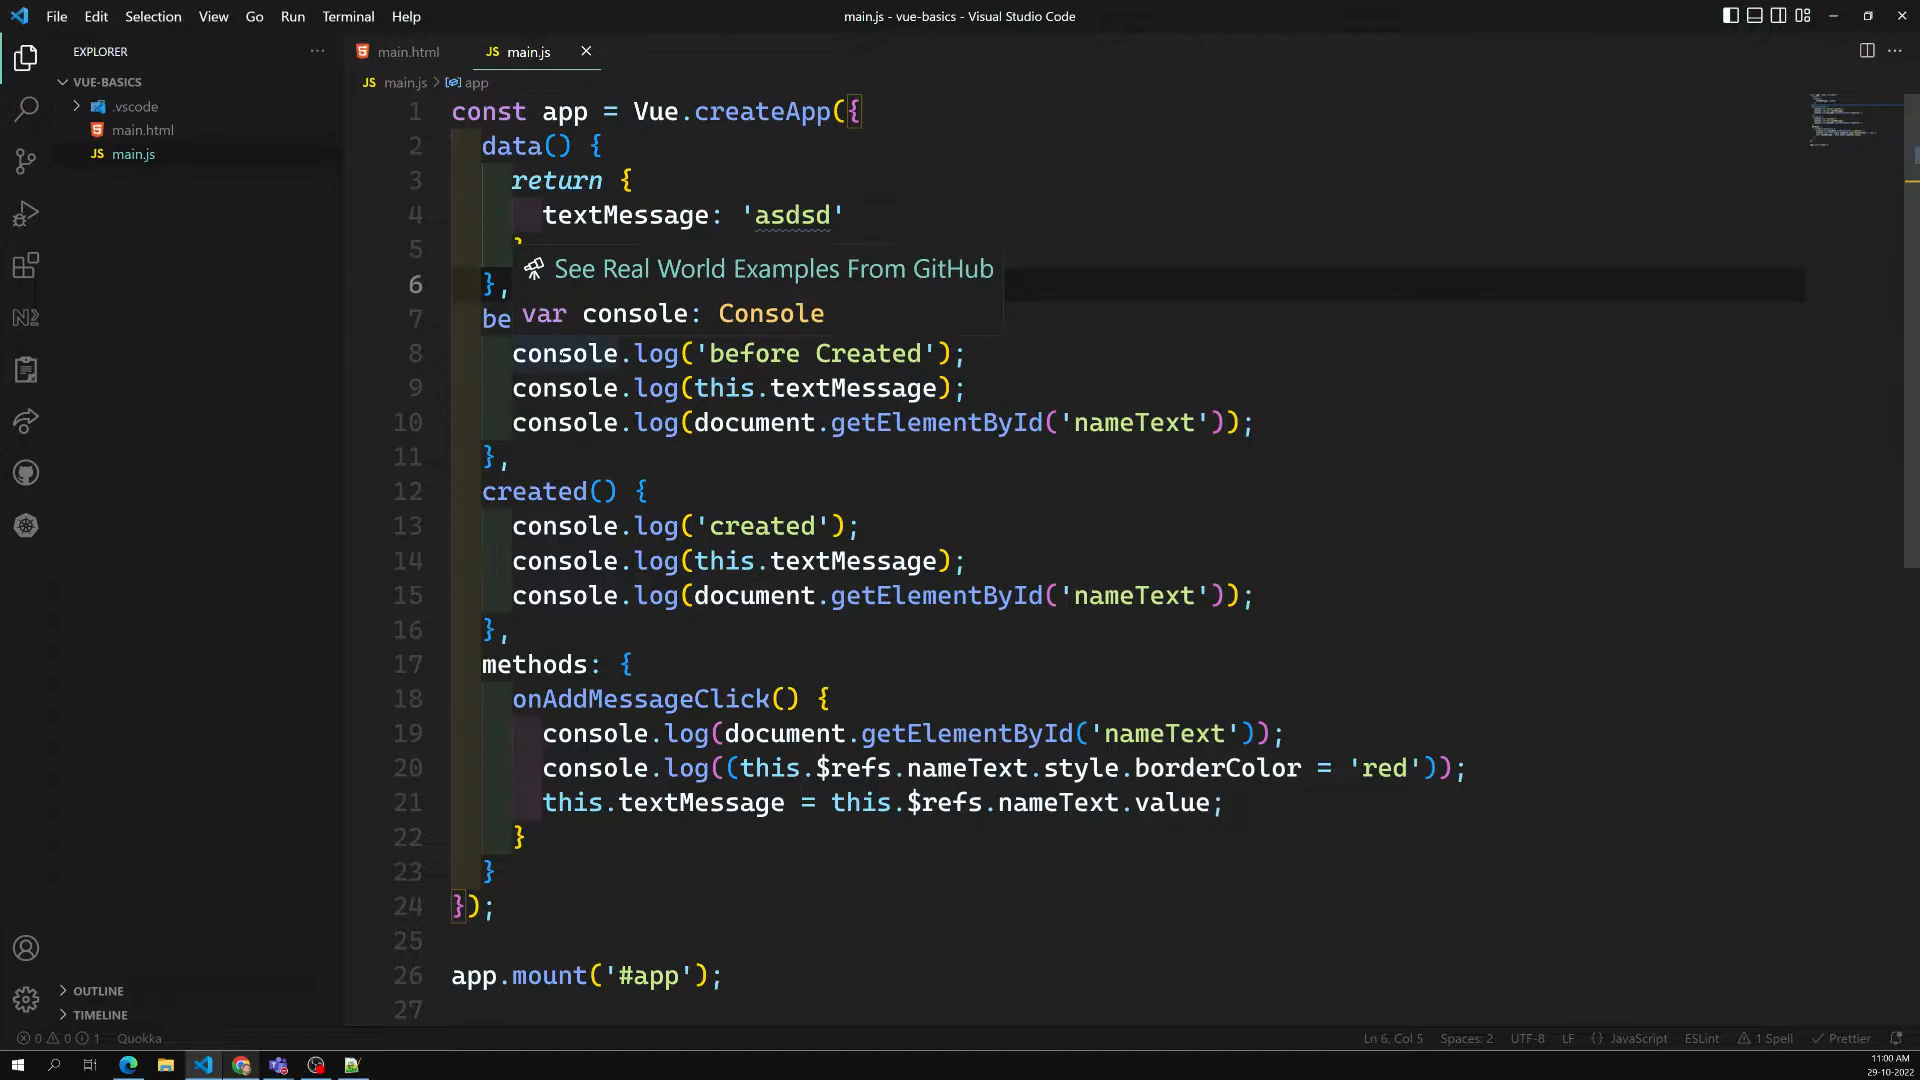 File Edit Selection View Go Run Terminal Help
main.js - vue-basics - Visual Studio Code
EXPLORER
VUE-BASICS
.vscode
main.html
JS main.js
main.html
JS main.js
JS main.js > app
1 const app = Vue.createApp({
2 data() {
3 return {
4 textMessage: 'asdsd'
5 }
See Real World Examples From GitHub
6 },
var console: Console
7 be
8 console.log('before Created');
9 console.log(this.textMessage);
10 console.log(document.getElementById('nameText'));
11 },
12 created() {
13 console.log('created');
14 console.log(this.textMessage);
15 console.log(document.getElementById('nameText'));
16 },
17 methods: {
18 onAddMessageClick() {
19 console.log(document.getElementById('nameText'));
20 console.log((this.$refs.nameText.style.borderColor = 'red'));
21 this.textMessage = this.$refs.nameText.value;
22 }
23 }
24 });
25
26 app.mount('#app');
27
OUTLINE
TIMELINE
0 0 1 Quokka
Ln 6, Col 5 Spaces: 2 UTF-8 LF {} JavaScript ESLint 1 Spell Prettier
11:00 AM
29-10-2022